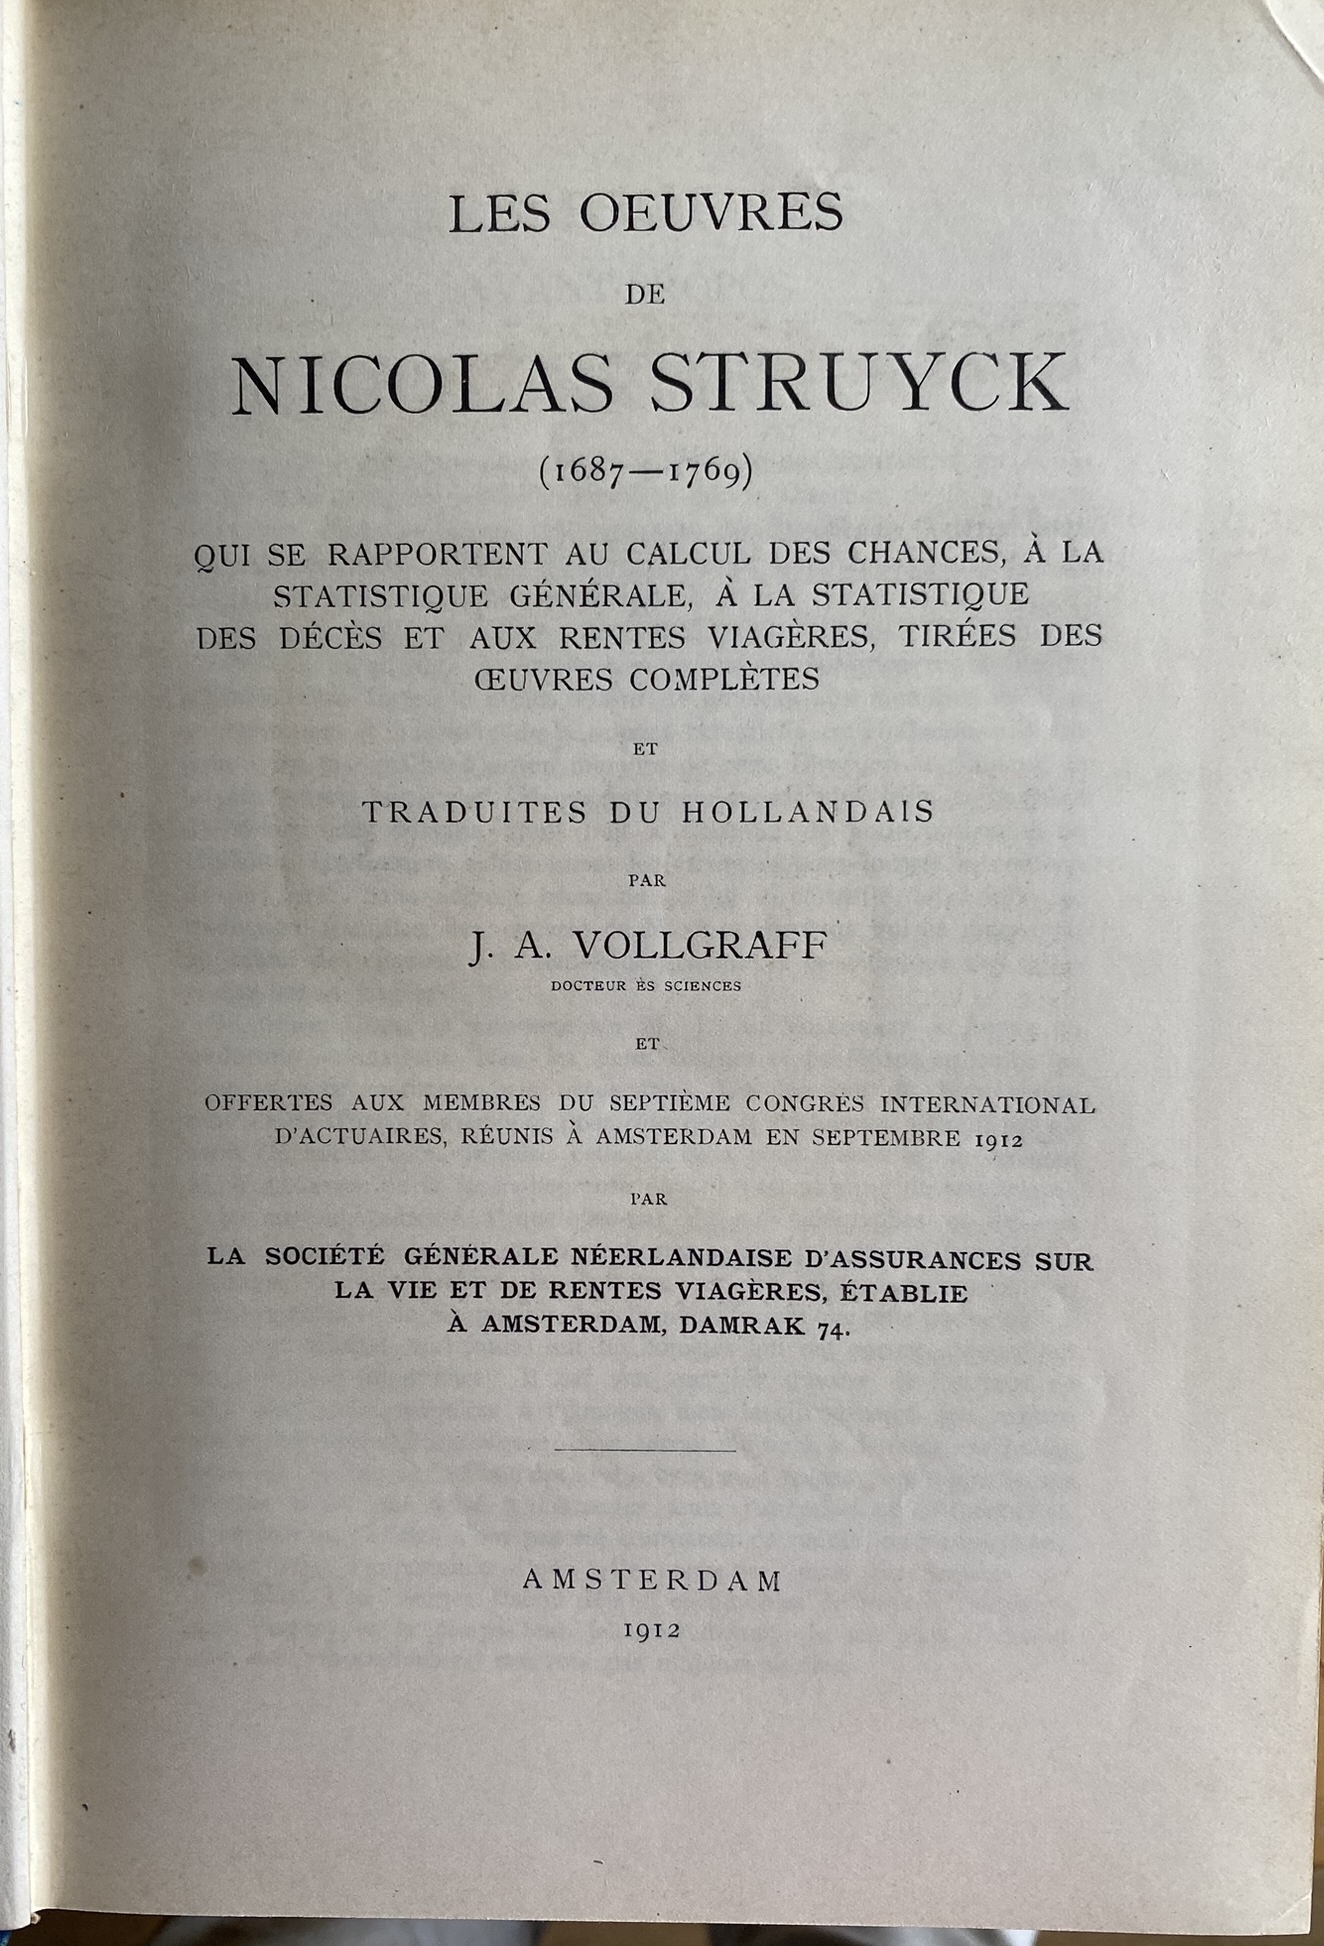 LES OEUVRES
DE
NICOLAS STRUYCK
(1687—1769)
QUI SE RAPPORTENT AU CALCUL DES CHANCES, À LA
STATISTIQUE GÉNÉRALE, À LA STATISTIQUE
DES DÉCÈS ET AUX RENTES VIAGÈRES, TIRÉES DES
ŒUVRES COMPLÈTES
ET
TRADUITES DU HOLLANDAIS
PAR
J. A. VOLLGRAFF
DOCTEUR ÈS SCIENCES
ET
OFFERTES AUX MEMBRES DU SEPTIÈME CONGRÈS INTERNATIONAL
D'ACTUAIRES, RÉUNIS À AMSTERDAM EN SEPTEMBRE 1912
PAR
LA SOCIÉTÉ GÉNÉRALE NÉERLANDAISE D'ASSURANCES SUR
LA VIE ET DE RENTES VIAGÈRES, ÉTABLIE
À AMSTERDAM, DAMRAK 74.
AMSTERDAM
1912